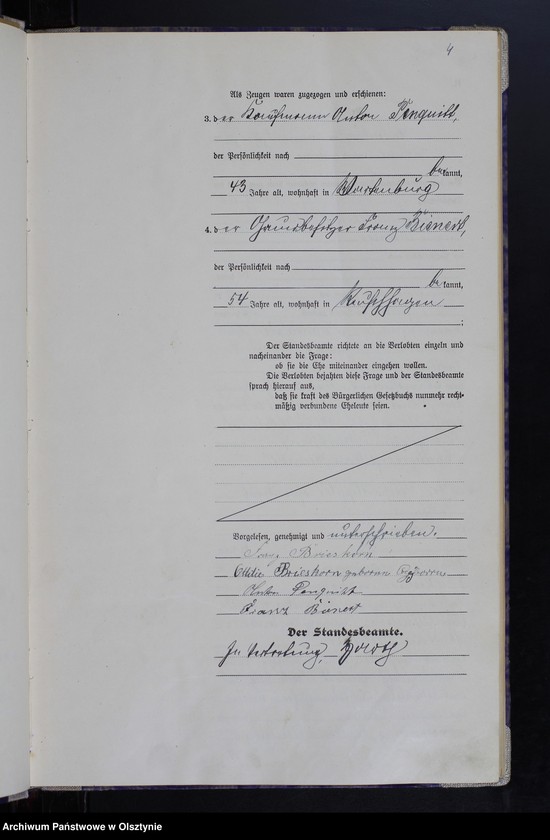 4
Als Zeugen waren zugezogen und erschienen:
3. der Kaufmann Anton Penquitt,
der Persönlichkeit nach
bekannt,
43 Jahre alt, wohnhaft in Wartenburg
4. der Hausbesitzer Franz Bienert,
der Persönlichkeit nach
bekannt,
54 Jahre alt, wohnhaft in
;
Der Standesbeamte richtete an die Verlobten einzeln und
nacheinander die Frage:
ob sie die Ehe miteinander eingehen wollen.
Die Verlobten bejahten diese Frage und der Standesbeamte
sprach hierauf aus,
daß sie kraft des Bürgerlichen Gesetzbuchs nunmehr recht-
mäßig verbundene Eheleute seien.
Vorgelesen, genehmigt und unterschrieben.
Brieskorn
Ottilie Brieskorn geborene
Anton Penquitt
Franz Bienert
Der Standesbeamte.
In Vertretung,
Archiwum Państwowe w Olsztynie